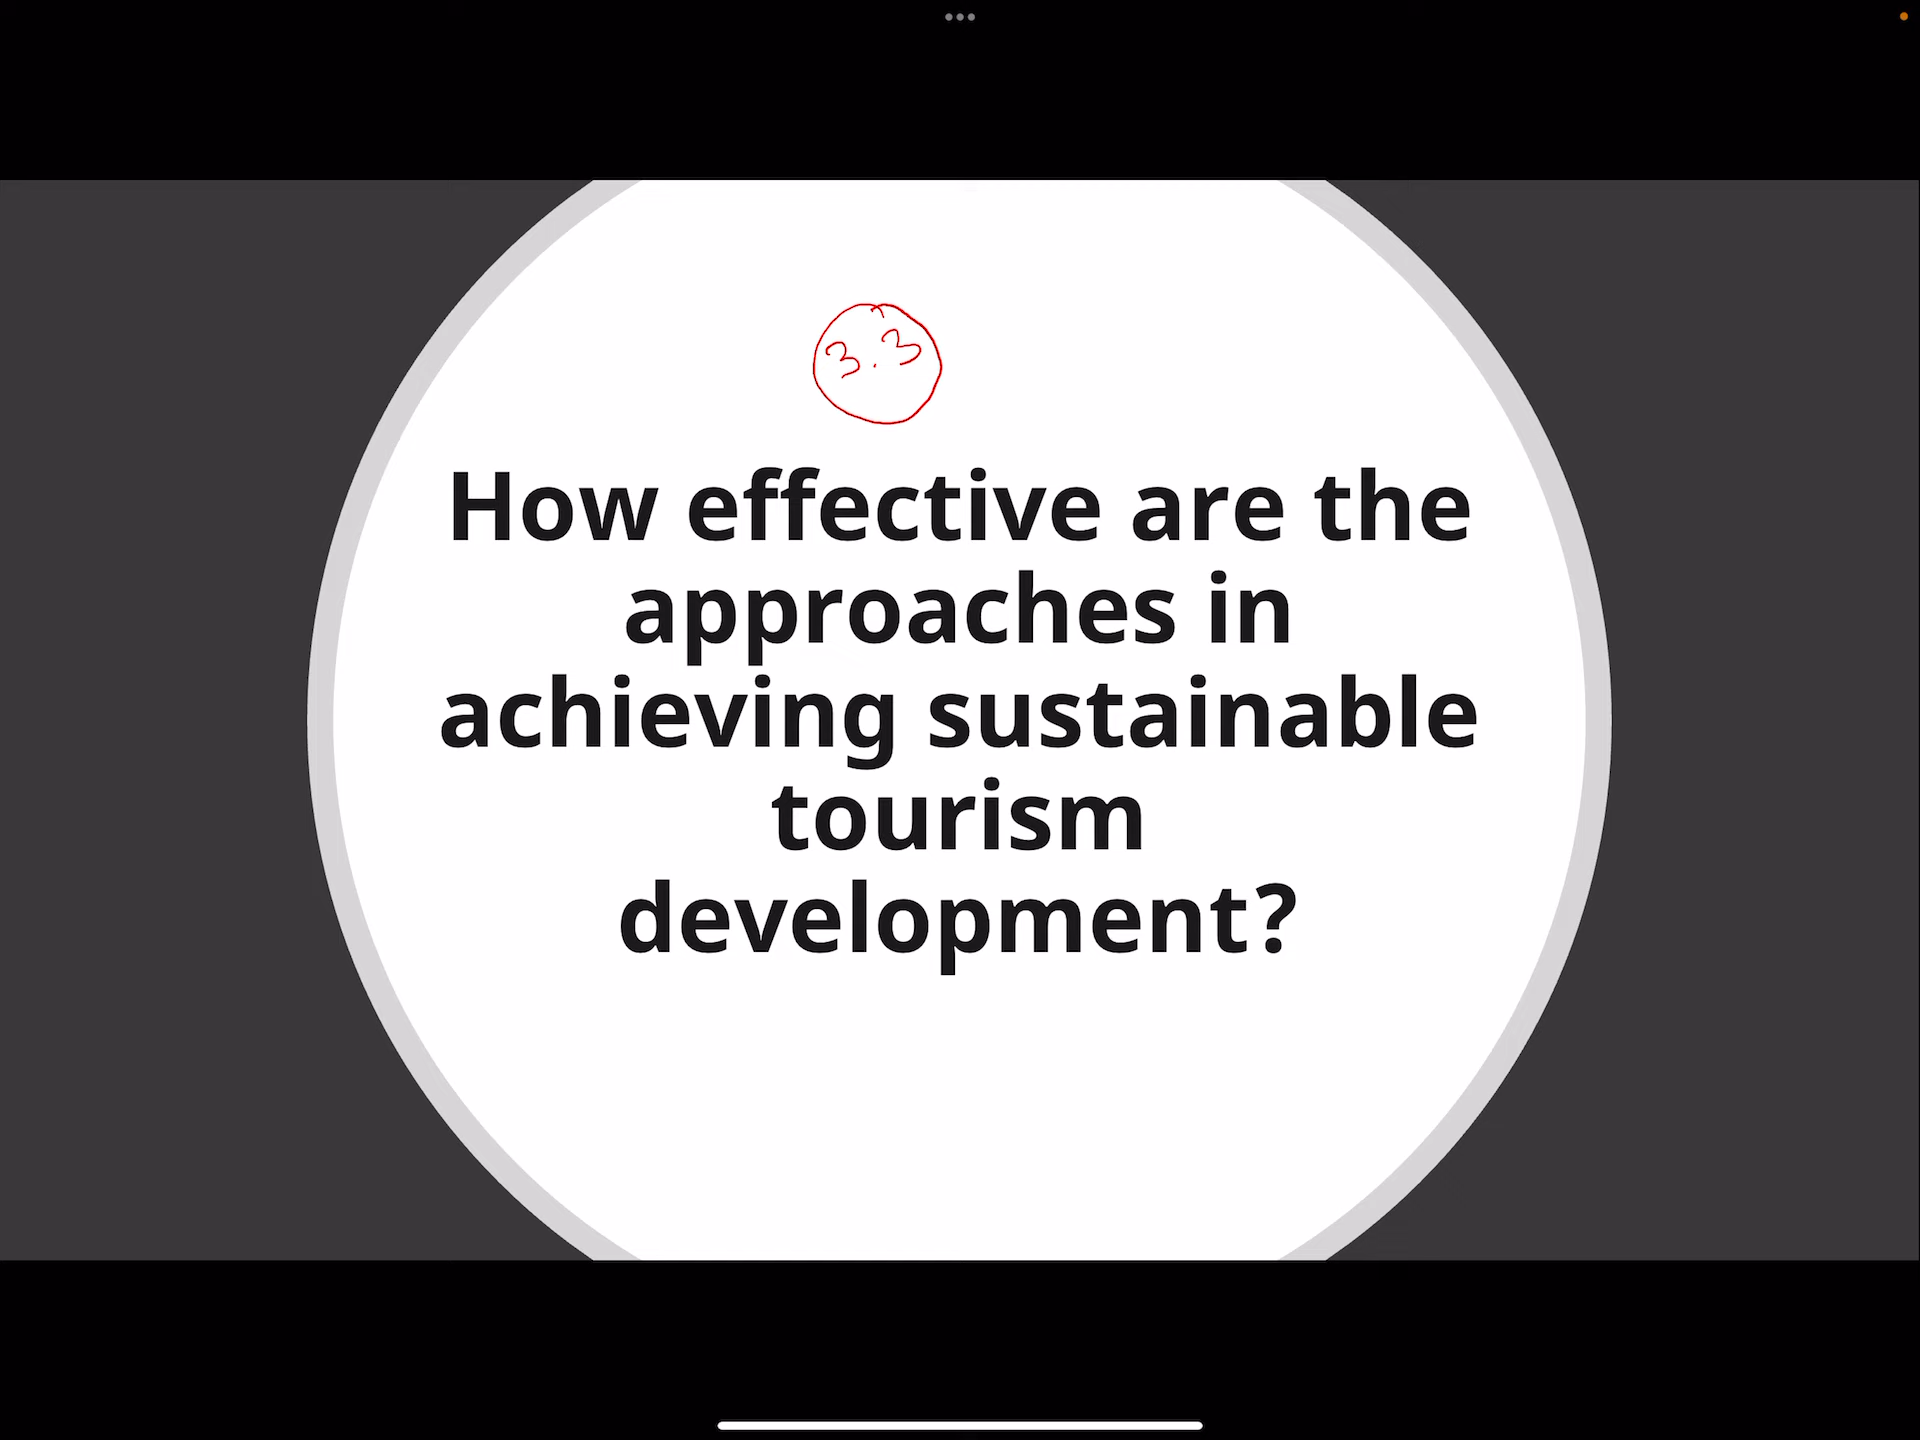 3.3
How effective are the
approaches in
achieving sustainable
tourism
development?